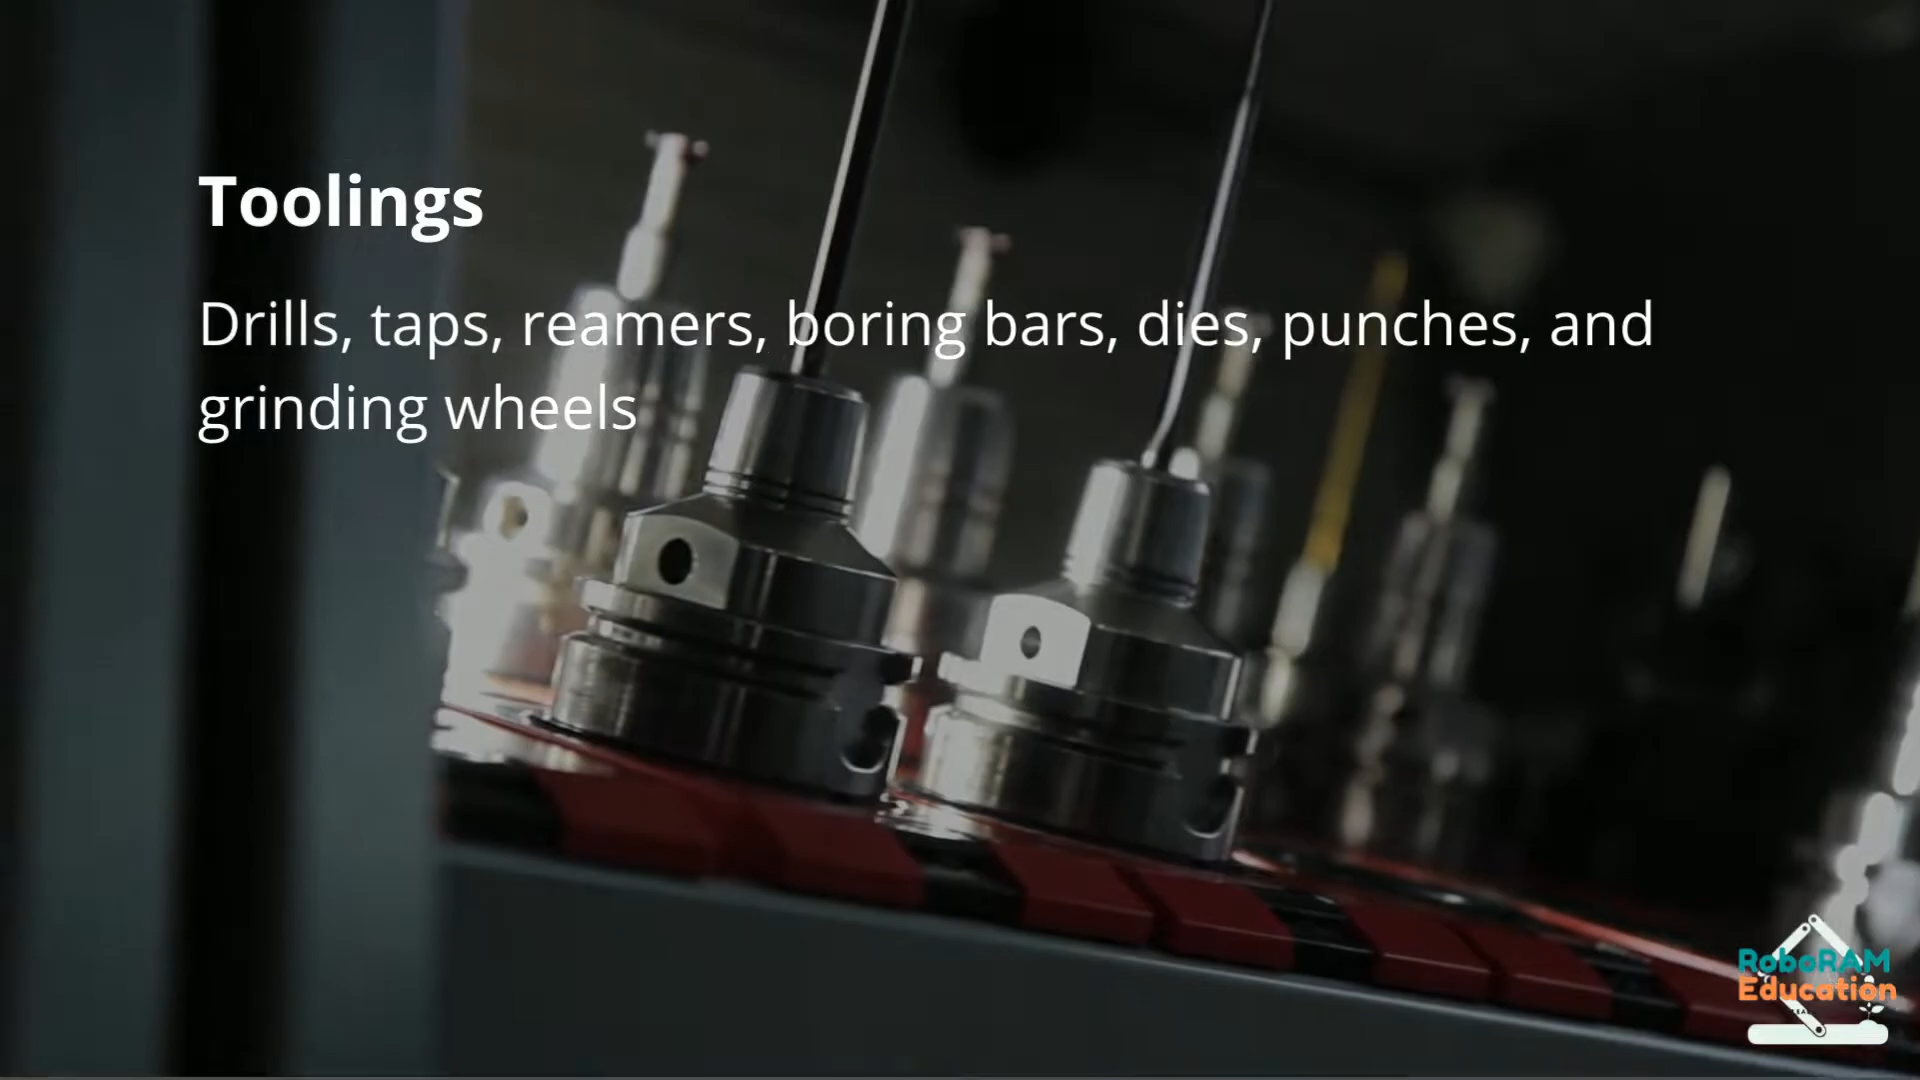 Toolings
Drills, taps, reamers, boring bars, dies, punches, and
grinding wheels
RoboRAM
Education